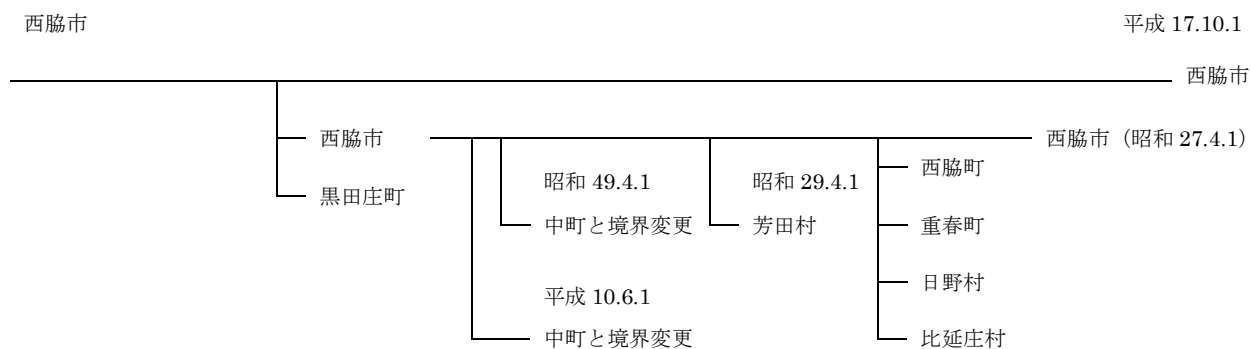 西脇市
平成 17.10.1
西脇市
西脇市
西脇市（昭和 27.4.1）
西脇町
昭和 49.4.1
昭和 29.4.1
黒田庄町
中町と境界変更
芳田村
重春町
日野村
平成 10.6.1
中町と境界変更
比延庄村